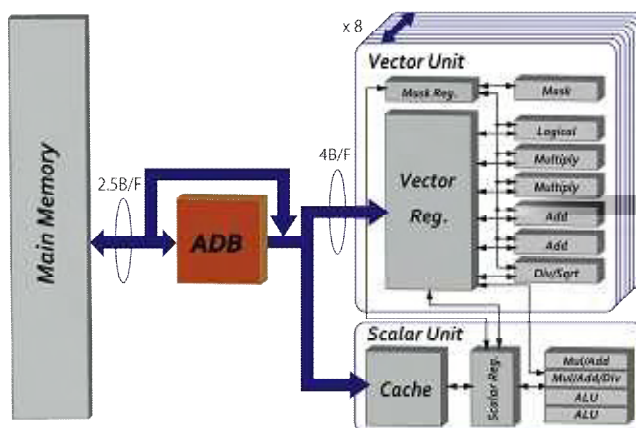 x 8
Vector Unit
Mask Reg.
Mask
Logical
Multiply
Multiply
Add
Add
Div/Sqrt
Vector
Reg.
4B/F
2.5B/F
Main Memory
ADB
Scalar Unit
Cache
Scalar Reg.
Mul/Add
Mul/Add/Div
ALU
ALU